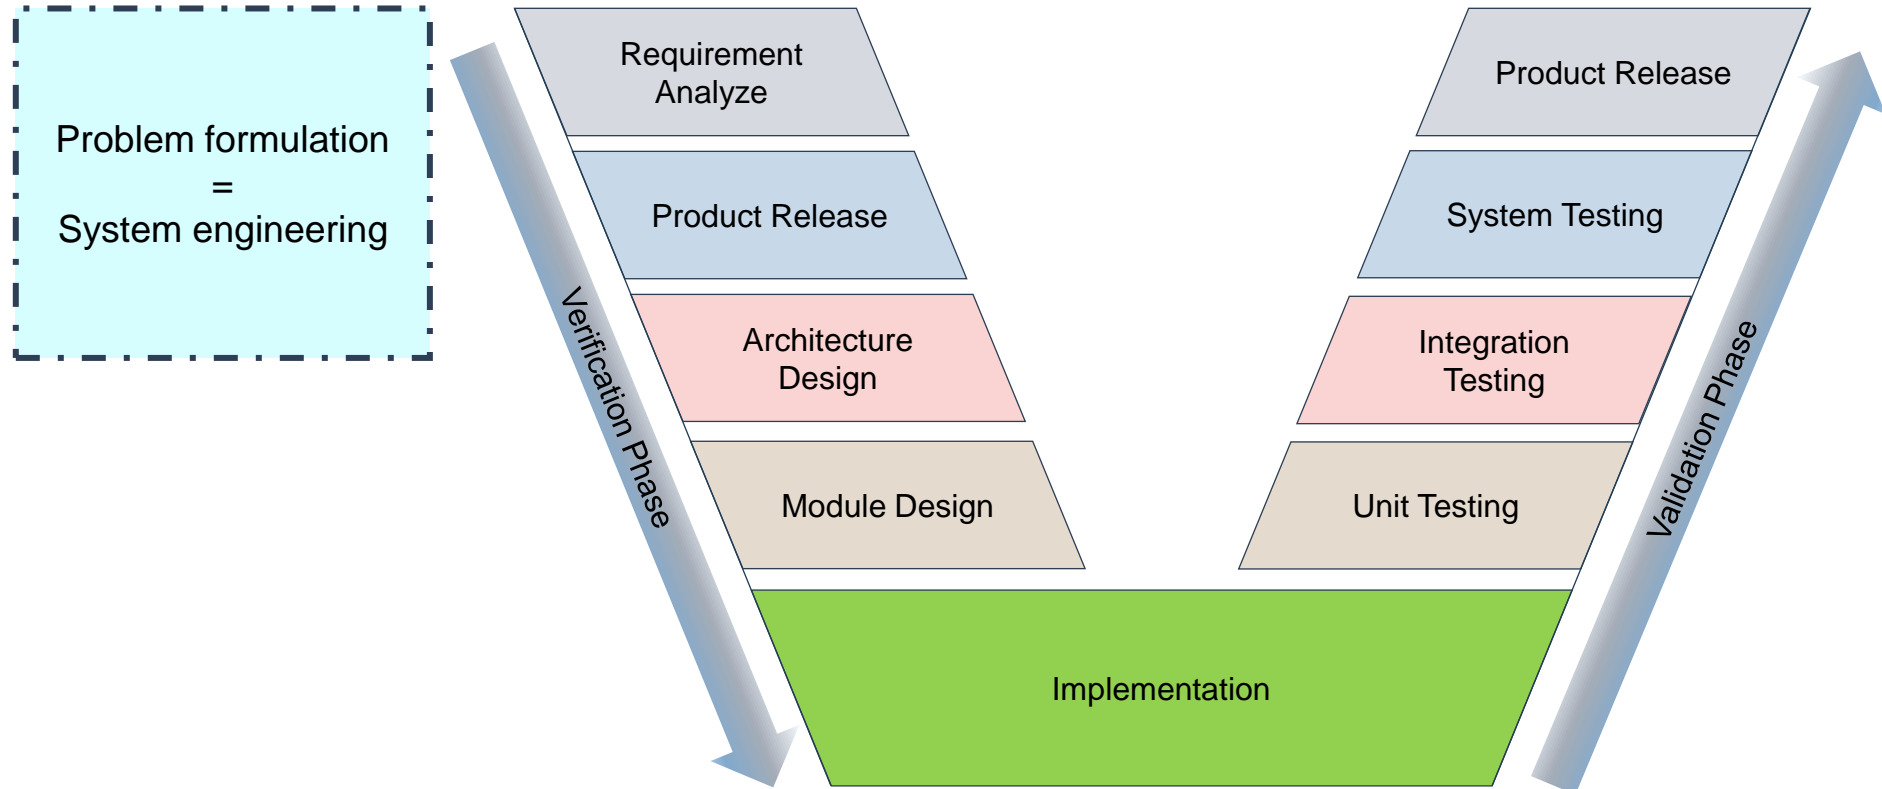 Problem formulation
=
System engineering
Verification Phase
Requirement
Analyze
Product Release
Architecture
Design
Module Design
Implementation
Product Release
System Testing
Integration
Testing
Unit Testing
Validation Phase